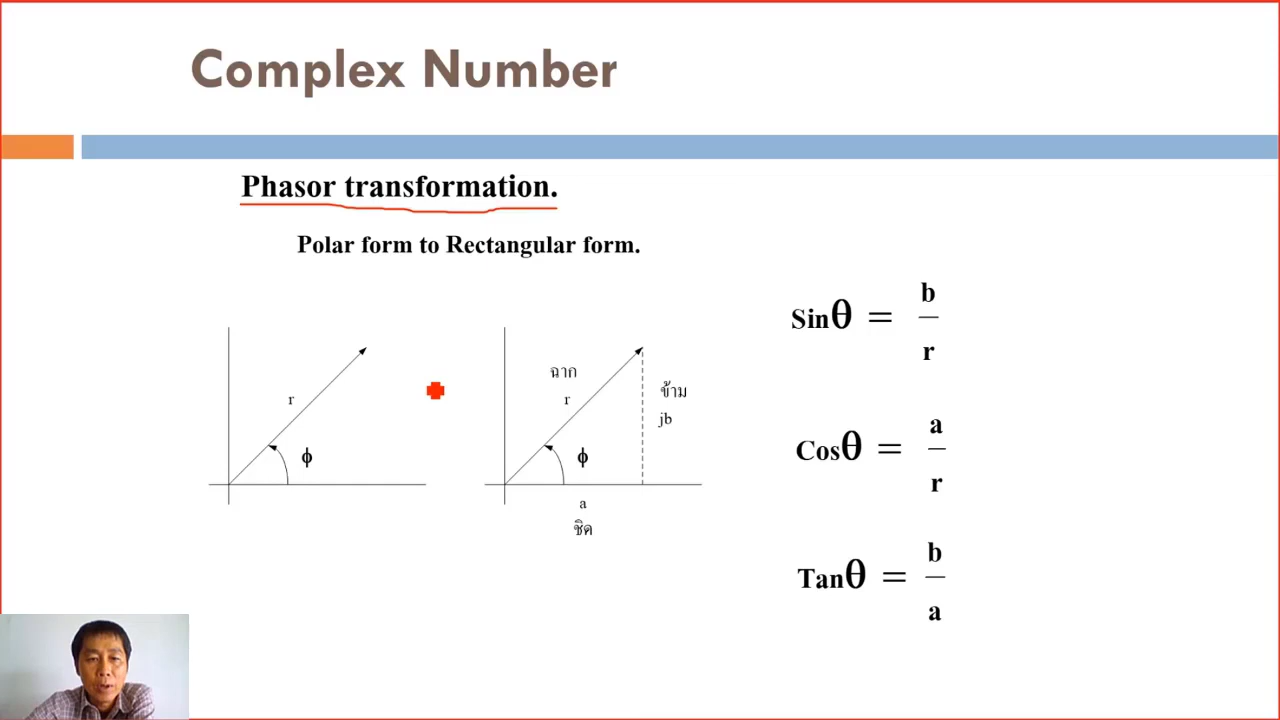 Complex Number
Phasor transformation.
Polar form to Rectangular form.
r
ϕ
ฉาก
r
ข้าม
jb
ϕ
a
ชิด
Sinθ = b/r
Cosθ = a/r
Tanθ = b/a